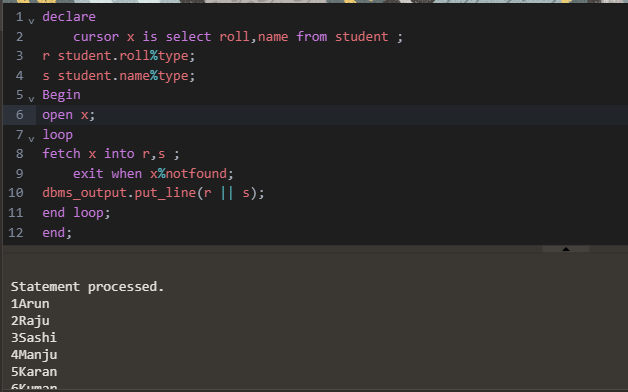 1 declare
2 cursor x is select roll,name from student ;
3 r student.roll%type;
4 s student.name%type;
5 Begin
6 open x;
7 loop
8 fetch x into r,s ;
9 exit when x%notfound;
10 dbms_output.put_line(r || s);
11 end loop;
12 end;
Statement processed.
1Arun
2Raju
3Sashi
4Manju
5Karan
6Kuman